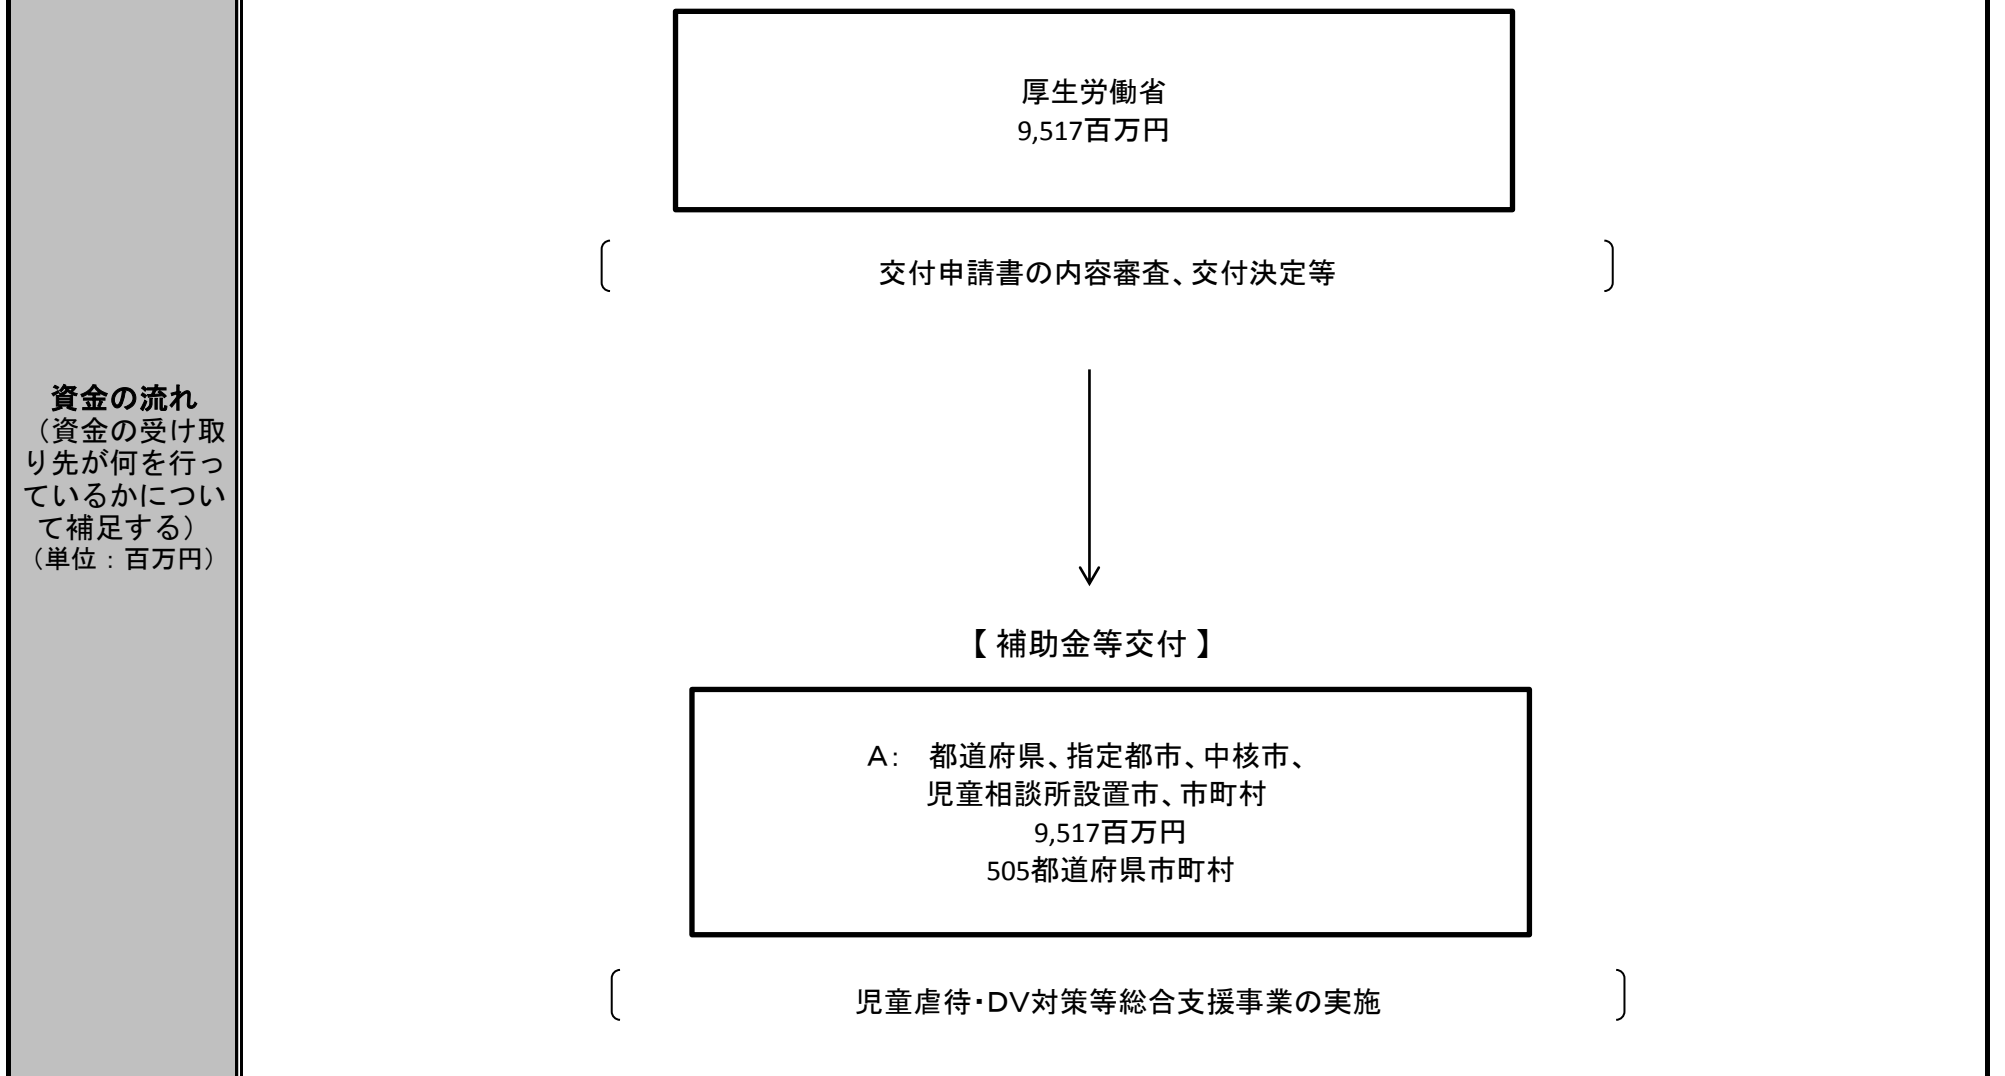 厚生労働省
9,517百万円
交付申請書の内容審査、交付決定等
資金の流れ
（資金の受け取
り先が何を行っ
ているかについ
て補足する）
（単位：百万円）
【 補助金等交付 】
A：　都道府県、指定都市、中核市、
児童相談所設置市、市町村
9,517百万円
505都道府県市町村
児童虐待・DV対策等総合支援事業の実施